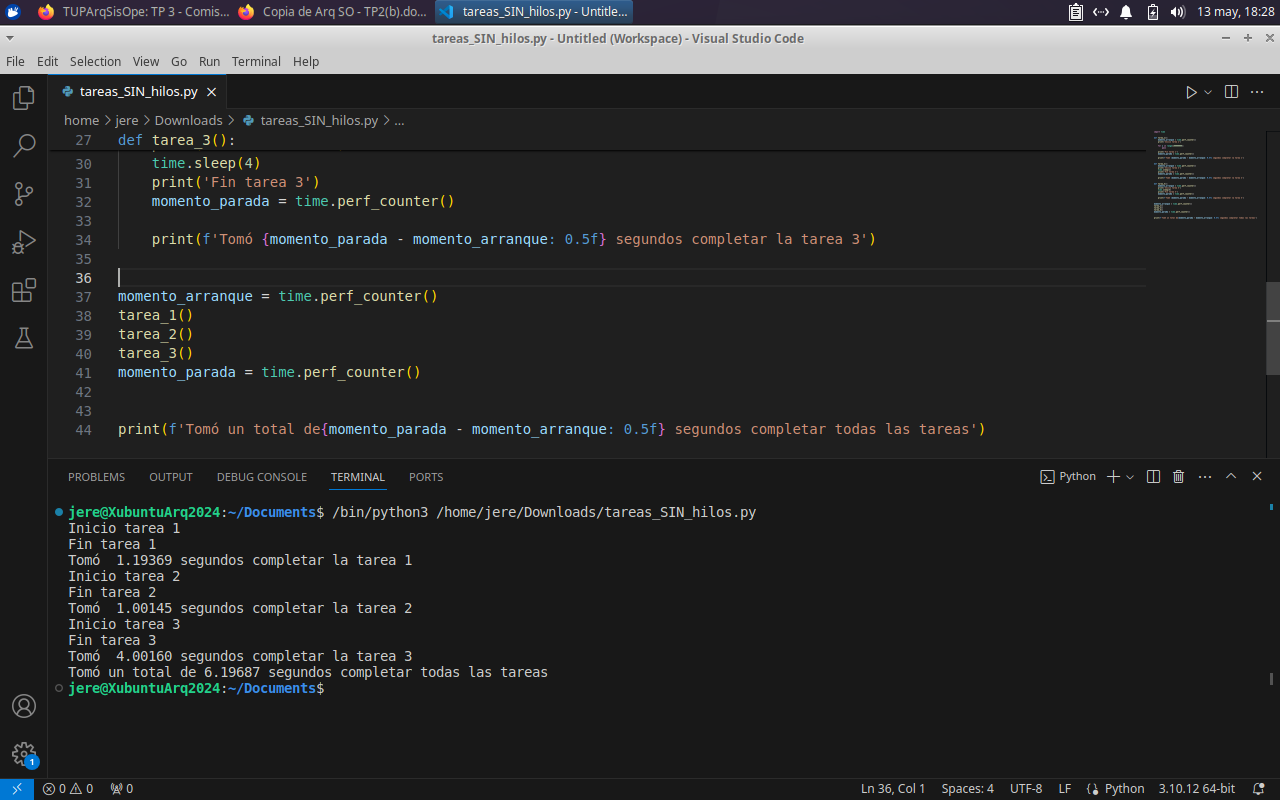 TUPArqSisOpe: TP 3 - Comis... Copia de Arq SO - TP2(b).do... tareas_SIN_hilos.py - Untitle... 13 may, 18:28
tareas_SIN_hilos.py - Untitled (Workspace) - Visual Studio Code
File Edit Selection View Go Run Terminal Help
tareas_SIN_hilos.py
home > jere > Downloads > tareas_SIN_hilos.py > ...
27 def tarea_3():
30 time.sleep(4)
31 print('Fin tarea 3')
32 momento_parada = time.perf_counter()
33
34 print(f'Tomó {momento_parada - momento_arranque: 0.5f} segundos completar la tarea 3')
35
36
37 momento_arranque = time.perf_counter()
38 tarea_1()
39 tarea_2()
40 tarea_3()
41 momento_parada = time.perf_counter()
42
43
44 print(f'Tomó un total de{momento_parada - momento_arranque: 0.5f} segundos completar todas las tareas')
PROBLEMS OUTPUT DEBUG CONSOLE TERMINAL PORTS Python
jere@XubuntuArq2024:~/Documents$ /bin/python3 /home/jere/Downloads/tareas_SIN_hilos.py
Inicio tarea 1
Fin tarea 1
Tomó  1.19369 segundos completar la tarea 1
Inicio tarea 2
Fin tarea 2
Tomó  1.00145 segundos completar la tarea 2
Inicio tarea 3
Fin tarea 3
Tomó  4.00160 segundos completar la tarea 3
Tomó un total de 6.19687 segundos completar todas las tareas
jere@XubuntuArq2024:~/Documents$
1
0 0 0 Ln 36, Col 1 Spaces: 4 UTF-8 LF Python 3.10.12 64-bit